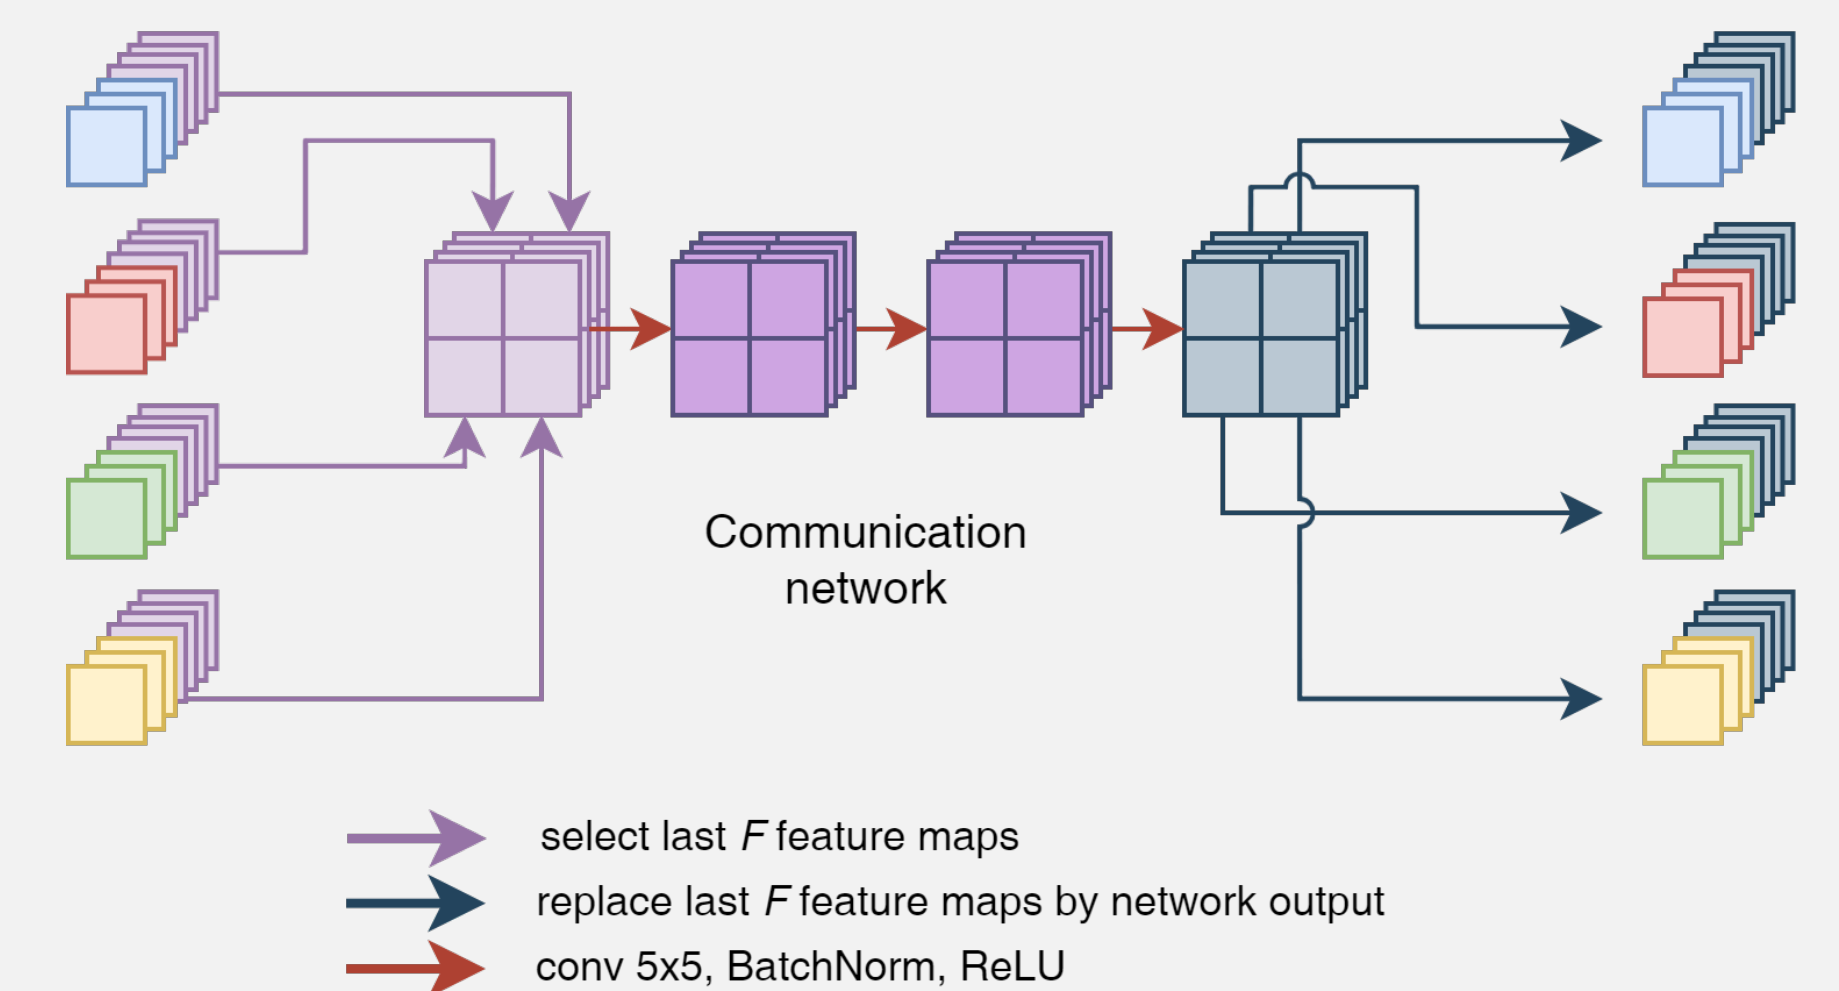 Communication
network
select last F feature maps
replace last F feature maps by network output
conv 5x5, BatchNorm, ReLU